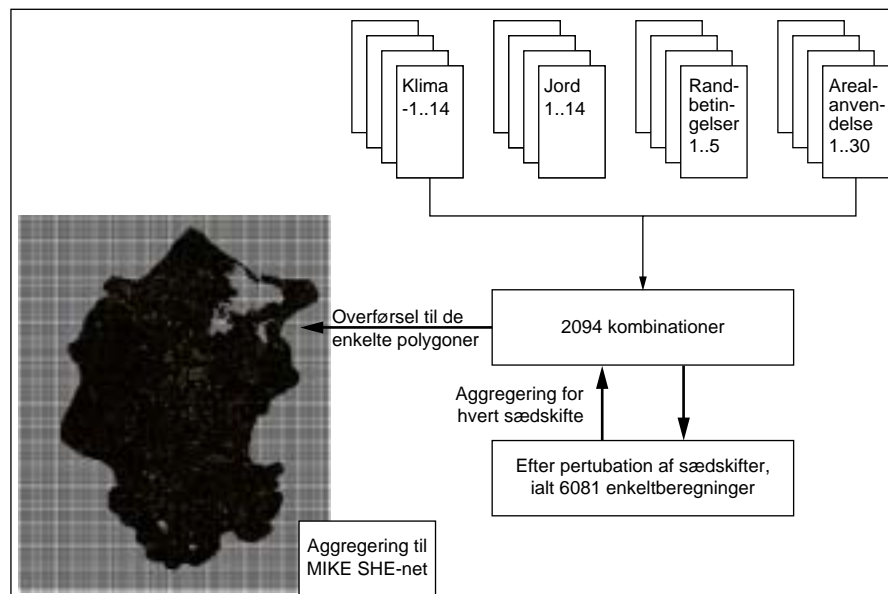 Klima
-1..14
Jord
1..14
Rand-
betin-
gelser
1..5
Areal-
anven-
delse
1..30
2094 kombinationer
Overførsel til de
enkelte polygoner
Aggregering for
hvert sædskifte
Efter pertubation af sædskifter,
ialt 6081 enkeltberegninger
Aggregering til
MIKE SHE-net